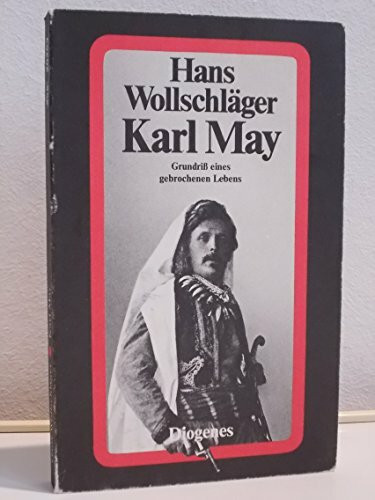 Hans
Wollschläger
Karl May
Grundriß eines
gebrochenen Lebens
Diogenes